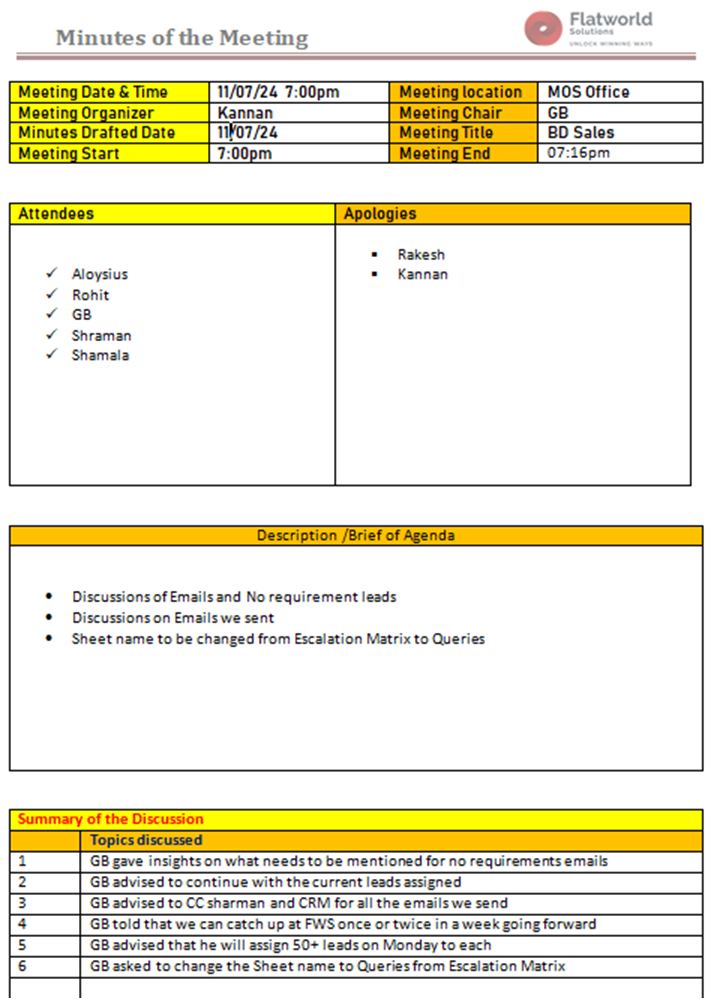 Minutes of the Meeting
Flatworld
Solutions
UNLOCK WINNING WAYS
Meeting Date & Time 11/07/24 7:00pm Meeting location MOS Office
Meeting Organizer Kannan Meeting Chair GB
Minutes Drafted Date 11/07/24 Meeting Title BD Sales
Meeting Start 7:00pm Meeting End 07:16pm
Attendees Apologies
Rakesh
✓ Aloysius Kannan
✓ Rohit
✓ GB
✓ Shraman
✓ Shamala
Description /Brief of Agenda
• Discussions of Emails and No requirement leads
• Discussions on Emails we sent
• Sheet name to be changed from Escalation Matrix to Queries
Summary of the Discussion
Topics discussed
1 GB gave insights on what needs to be mentioned for no requirements emails
2 GB advised to continue with the current leads assigned
3 GB advised to CC sharman and CRM for all the emails we send
4 GB told that we can catch up at FWS once or twice in a week going forward
5 GB advised that he will assign 50+ leads on Monday to each
6 GB asked to change the Sheet name to Queries from Escalation Matrix